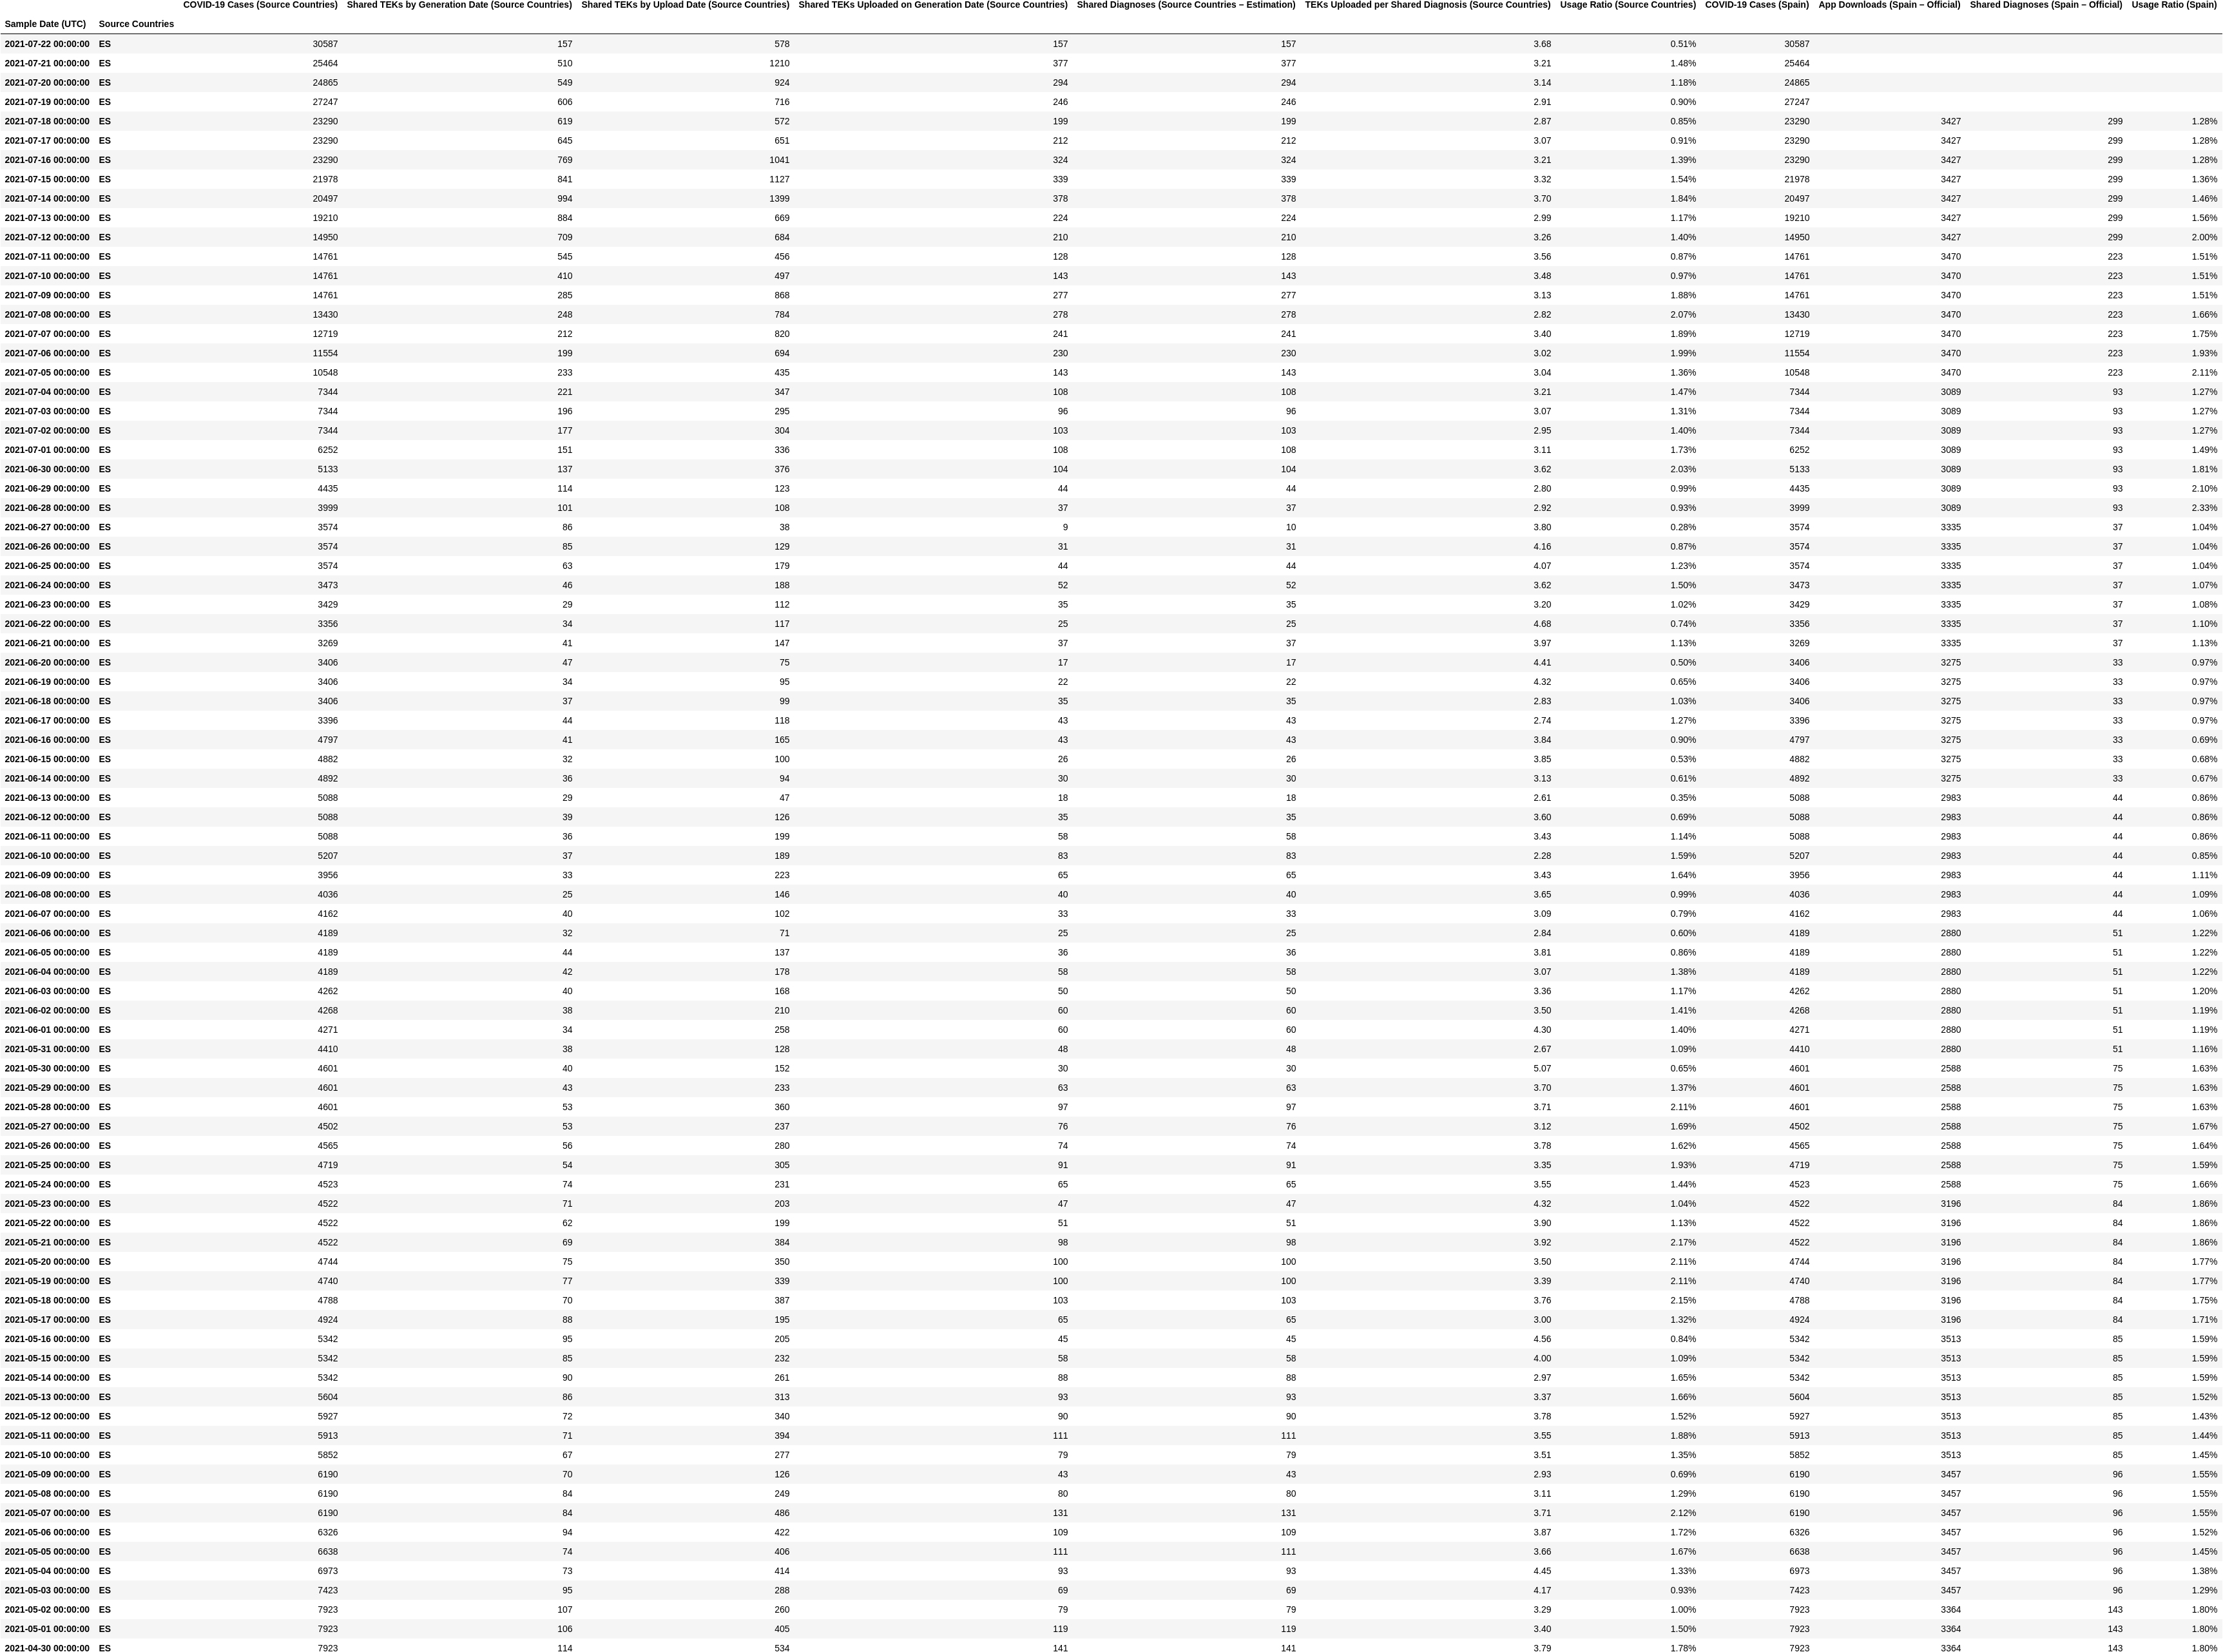 COVID-19 Cases (Source Countries) Shared TEKs by Generation Date (Source Countries) Shared TEKs by Upload Date (Source Countries) Shared TEKs Uploaded on Generation Date (Source Countries) Shared Diagnoses (Source Countries – Estimation) TEKs Uploaded per Shared Diagnosis (Source Countries) Usage Ratio (Source Countries) COVID-19 Cases (Spain) App Downloads (Spain – Official) Shared Diagnoses (Spain – Official) Usage Ratio (Spain)
Sample Date (UTC) Source Countries
2021-07-22 00:00:00 ES 30587 157 578 157 157 3.68 0.51% 30587
2021-07-21 00:00:00 ES 25464 510 1210 377 377 3.21 1.48% 25464
2021-07-20 00:00:00 ES 24865 549 924 294 294 3.14 1.18% 24865
2021-07-19 00:00:00 ES 27247 606 716 246 246 2.91 0.90% 27247
2021-07-18 00:00:00 ES 23290 619 572 199 199 2.87 0.85% 23290 3427 299 1.28%
2021-07-17 00:00:00 ES 23290 645 651 212 212 3.07 0.91% 23290 3427 299 1.28%
2021-07-16 00:00:00 ES 23290 769 1041 324 324 3.21 1.39% 23290 3427 299 1.28%
2021-07-15 00:00:00 ES 21978 841 1127 339 339 3.32 1.54% 21978 3427 299 1.36%
2021-07-14 00:00:00 ES 20497 994 1399 378 378 3.70 1.84% 20497 3427 299 1.46%
2021-07-13 00:00:00 ES 19210 884 669 224 224 2.99 1.17% 19210 3427 299 1.56%
2021-07-12 00:00:00 ES 14950 709 684 210 210 3.26 1.40% 14950 3427 299 2.00%
2021-07-11 00:00:00 ES 14761 545 456 128 128 3.56 0.87% 14761 3470 223 1.51%
2021-07-10 00:00:00 ES 14761 410 497 143 143 3.48 0.97% 14761 3470 223 1.51%
2021-07-09 00:00:00 ES 14761 285 868 277 277 3.13 1.88% 14761 3470 223 1.51%
2021-07-08 00:00:00 ES 13430 248 784 278 278 2.82 2.07% 13430 3470 223 1.66%
2021-07-07 00:00:00 ES 12719 212 820 241 241 3.40 1.89% 12719 3470 223 1.75%
2021-07-06 00:00:00 ES 11554 199 694 230 230 3.02 1.99% 11554 3470 223 1.93%
2021-07-05 00:00:00 ES 10548 233 435 143 143 3.04 1.36% 10548 3470 223 2.11%
2021-07-04 00:00:00 ES 7344 221 347 108 108 3.21 1.47% 7344 3089 93 1.27%
2021-07-03 00:00:00 ES 7344 196 295 96 96 3.07 1.31% 7344 3089 93 1.27%
2021-07-02 00:00:00 ES 7344 177 304 103 103 2.95 1.40% 7344 3089 93 1.27%
2021-07-01 00:00:00 ES 6252 151 336 108 108 3.11 1.73% 6252 3089 93 1.49%
2021-06-30 00:00:00 ES 5133 137 376 104 104 3.62 2.03% 5133 3089 93 1.81%
2021-06-29 00:00:00 ES 4435 114 123 44 44 2.80 0.99% 4435 3089 93 2.10%
2021-06-28 00:00:00 ES 3999 101 108 37 37 2.92 0.93% 3999 3089 93 2.33%
2021-06-27 00:00:00 ES 3574 86 38 9 10 3.80 0.28% 3574 3335 37 1.04%
2021-06-26 00:00:00 ES 3574 85 129 31 31 4.16 0.87% 3574 3335 37 1.04%
2021-06-25 00:00:00 ES 3574 63 179 44 44 4.07 1.23% 3574 3335 37 1.04%
2021-06-24 00:00:00 ES 3473 46 188 52 52 3.62 1.50% 3473 3335 37 1.07%
2021-06-23 00:00:00 ES 3429 29 112 35 35 3.20 1.02% 3429 3335 37 1.08%
2021-06-22 00:00:00 ES 3356 34 117 25 25 4.68 0.74% 3356 3335 37 1.10%
2021-06-21 00:00:00 ES 3269 41 147 37 37 3.97 1.13% 3269 3335 37 1.13%
2021-06-20 00:00:00 ES 3406 47 75 17 17 4.41 0.50% 3406 3275 33 0.97%
2021-06-19 00:00:00 ES 3406 34 95 22 22 4.32 0.65% 3406 3275 33 0.97%
2021-06-18 00:00:00 ES 3406 37 99 35 35 2.83 1.03% 3406 3275 33 0.97%
2021-06-17 00:00:00 ES 3396 44 118 43 43 2.74 1.27% 3396 3275 33 0.97%
2021-06-16 00:00:00 ES 4797 41 165 43 43 3.84 0.90% 4797 3275 33 0.69%
2021-06-15 00:00:00 ES 4882 32 100 26 26 3.85 0.53% 4882 3275 33 0.68%
2021-06-14 00:00:00 ES 4892 36 94 30 30 3.13 0.61% 4892 3275 33 0.67%
2021-06-13 00:00:00 ES 5088 29 47 18 18 2.61 0.35% 5088 2983 44 0.86%
2021-06-12 00:00:00 ES 5088 39 126 35 35 3.60 0.69% 5088 2983 44 0.86%
2021-06-11 00:00:00 ES 5088 36 199 58 58 3.43 1.14% 5088 2983 44 0.86%
2021-06-10 00:00:00 ES 5207 37 189 83 83 2.28 1.59% 5207 2983 44 0.85%
2021-06-09 00:00:00 ES 3956 33 223 65 65 3.43 1.64% 3956 2983 44 1.11%
2021-06-08 00:00:00 ES 4036 25 146 40 40 3.65 0.99% 4036 2983 44 1.09%
2021-06-07 00:00:00 ES 4162 40 102 33 33 3.09 0.79% 4162 2983 44 1.06%
2021-06-06 00:00:00 ES 4189 32 71 25 25 2.84 0.60% 4189 2880 51 1.22%
2021-06-05 00:00:00 ES 4189 44 137 36 36 3.81 0.86% 4189 2880 51 1.22%
2021-06-04 00:00:00 ES 4189 42 178 58 58 3.07 1.38% 4189 2880 51 1.22%
2021-06-03 00:00:00 ES 4262 40 168 50 50 3.36 1.17% 4262 2880 51 1.20%
2021-06-02 00:00:00 ES 4268 38 210 60 60 3.50 1.41% 4268 2880 51 1.19%
2021-06-01 00:00:00 ES 4271 34 258 60 60 4.30 1.40% 4271 2880 51 1.19%
2021-05-31 00:00:00 ES 4410 38 128 48 48 2.67 1.09% 4410 2880 51 1.16%
2021-05-30 00:00:00 ES 4601 40 152 30 30 5.07 0.65% 4601 2588 75 1.63%
2021-05-29 00:00:00 ES 4601 43 233 63 63 3.70 1.37% 4601 2588 75 1.63%
2021-05-28 00:00:00 ES 4601 53 360 97 97 3.71 2.11% 4601 2588 75 1.63%
2021-05-27 00:00:00 ES 4502 53 237 76 76 3.12 1.69% 4502 2588 75 1.67%
2021-05-26 00:00:00 ES 4565 56 280 74 74 3.78 1.62% 4565 2588 75 1.64%
2021-05-25 00:00:00 ES 4719 54 305 91 91 3.35 1.93% 4719 2588 75 1.59%
2021-05-24 00:00:00 ES 4523 74 231 65 65 3.55 1.44% 4523 2588 75 1.66%
2021-05-23 00:00:00 ES 4522 71 203 47 47 4.32 1.04% 4522 3196 84 1.86%
2021-05-22 00:00:00 ES 4522 62 199 51 51 3.90 1.13% 4522 3196 84 1.86%
2021-05-21 00:00:00 ES 4522 69 384 98 98 3.92 2.17% 4522 3196 84 1.86%
2021-05-20 00:00:00 ES 4744 75 350 100 100 3.50 2.11% 4744 3196 84 1.77%
2021-05-19 00:00:00 ES 4740 77 339 100 100 3.39 2.11% 4740 3196 84 1.77%
2021-05-18 00:00:00 ES 4788 70 387 103 103 3.76 2.15% 4788 3196 84 1.75%
2021-05-17 00:00:00 ES 4924 88 195 65 65 3.00 1.32% 4924 3196 84 1.71%
2021-05-16 00:00:00 ES 5342 95 205 45 45 4.56 0.84% 5342 3513 85 1.59%
2021-05-15 00:00:00 ES 5342 85 232 58 58 4.00 1.09% 5342 3513 85 1.59%
2021-05-14 00:00:00 ES 5342 90 261 88 88 2.97 1.65% 5342 3513 85 1.59%
2021-05-13 00:00:00 ES 5604 86 313 93 93 3.37 1.66% 5604 3513 85 1.52%
2021-05-12 00:00:00 ES 5927 72 340 90 90 3.78 1.52% 5927 3513 85 1.43%
2021-05-11 00:00:00 ES 5913 71 394 111 111 3.55 1.88% 5913 3513 85 1.44%
2021-05-10 00:00:00 ES 5852 67 277 79 79 3.51 1.35% 5852 3513 85 1.45%
2021-05-09 00:00:00 ES 6190 70 126 43 43 2.93 0.69% 6190 3457 96 1.55%
2021-05-08 00:00:00 ES 6190 84 249 80 80 3.11 1.29% 6190 3457 96 1.55%
2021-05-07 00:00:00 ES 6190 84 486 131 131 3.71 2.12% 6190 3457 96 1.55%
2021-05-06 00:00:00 ES 6326 94 422 109 109 3.87 1.72% 6326 3457 96 1.52%
2021-05-05 00:00:00 ES 6638 74 406 111 111 3.66 1.67% 6638 3457 96 1.45%
2021-05-04 00:00:00 ES 6973 73 414 93 93 4.45 1.33% 6973 3457 96 1.38%
2021-05-03 00:00:00 ES 7423 95 288 69 69 4.17 0.93% 7423 3457 96 1.29%
2021-05-02 00:00:00 ES 7923 107 260 79 79 3.29 1.00% 7923 3364 143 1.80%
2021-05-01 00:00:00 ES 7923 106 405 119 119 3.40 1.50% 7923 3364 143 1.80%
2021-04-30 00:00:00 ES 7923 114 534 141 141 3.79 1.78% 7923 3364 143 1.80%